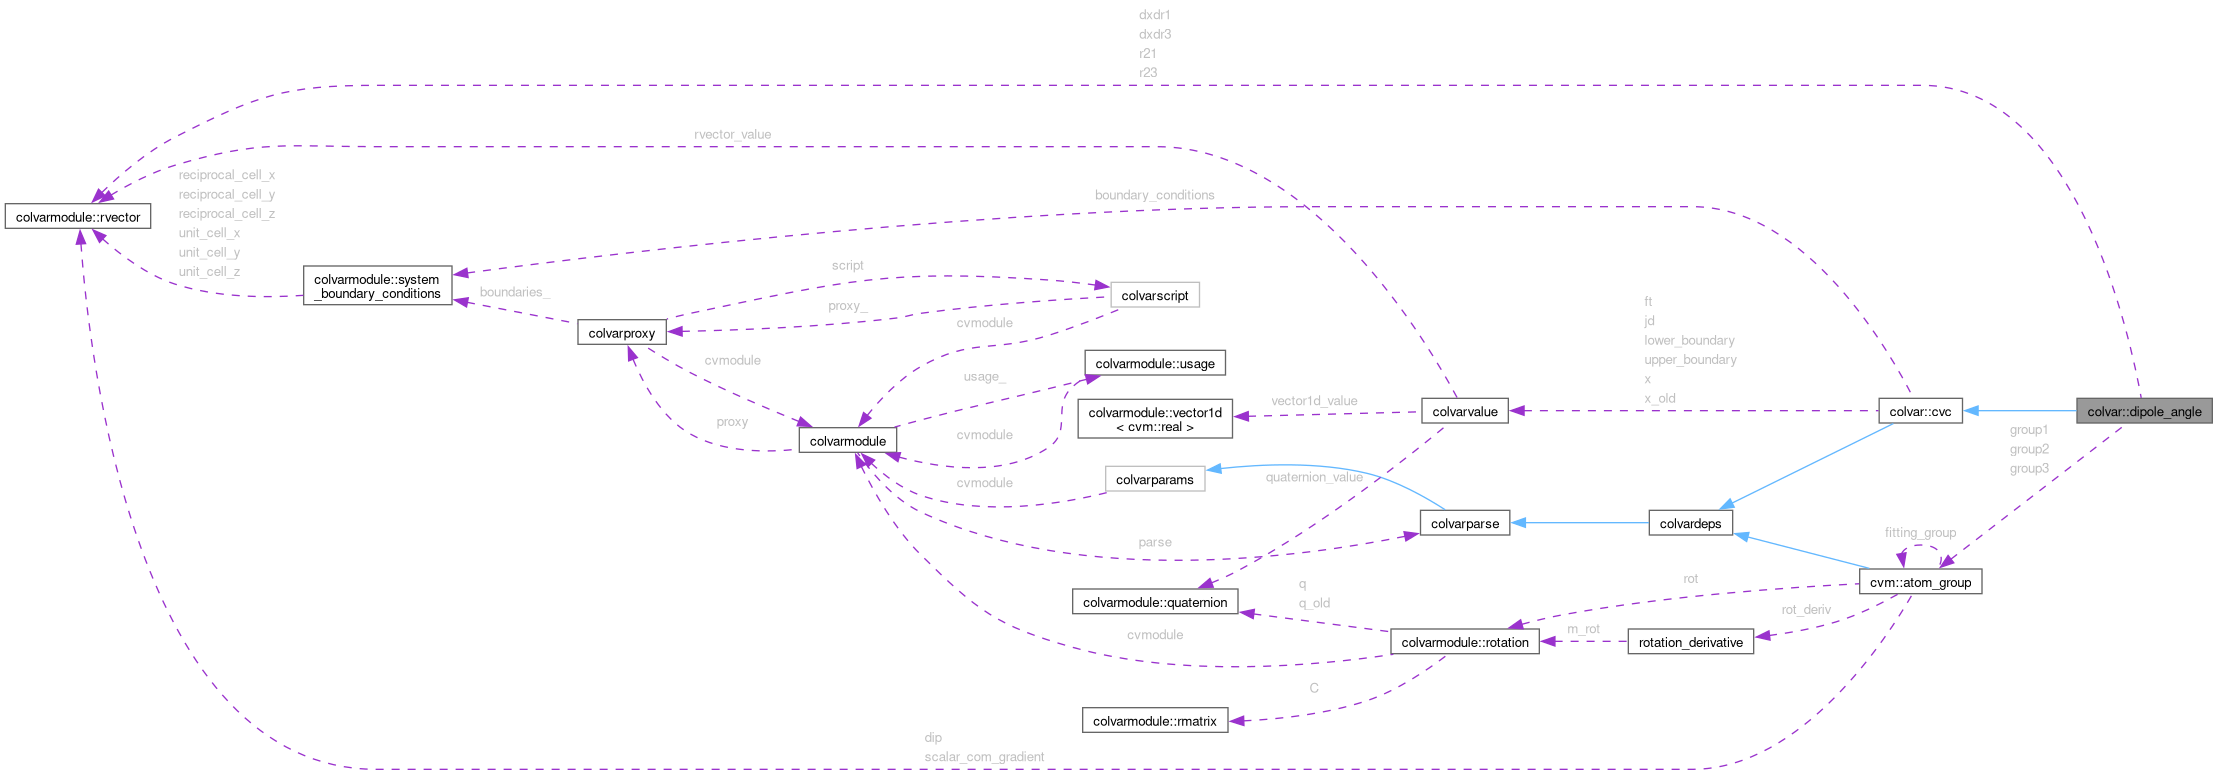 dxdr1
dxdr3
r21
r23
rvector_value
reciprocal_cell_x
reciprocal_cell_y
reciprocal_cell_z
unit_cell_x
unit_cell_y
unit_cell_z
boundary_conditions
colvarmodule::rvector
colvarmodule::system
_boundary_conditions
boundaries_
script
proxy_
colvarscript
cvmodule
colvarproxy
cvmodule
proxy
usage_
colvarmodule::usage
ft
jd
lower_boundary
upper_boundary
x
x_old
vector1d_value
colvarmodule::vector1d
< cvm::real >
colvarvalue
colvar::cvc
colvar::dipole_angle
group1
group2
group3
colvarmodule
cvmodule
cvmodule
colvarparams
quaternion_value
colvarparse
colvardeps
parse
fitting_group
cvm::atom_group
colvarmodule::quaternion
q
q_old
rot
rot_deriv
cvmodule
colvarmodule::rotation
m_rot
rotation_derivative
C
colvarmodule::rmatrix
dip
scalar_com_gradient